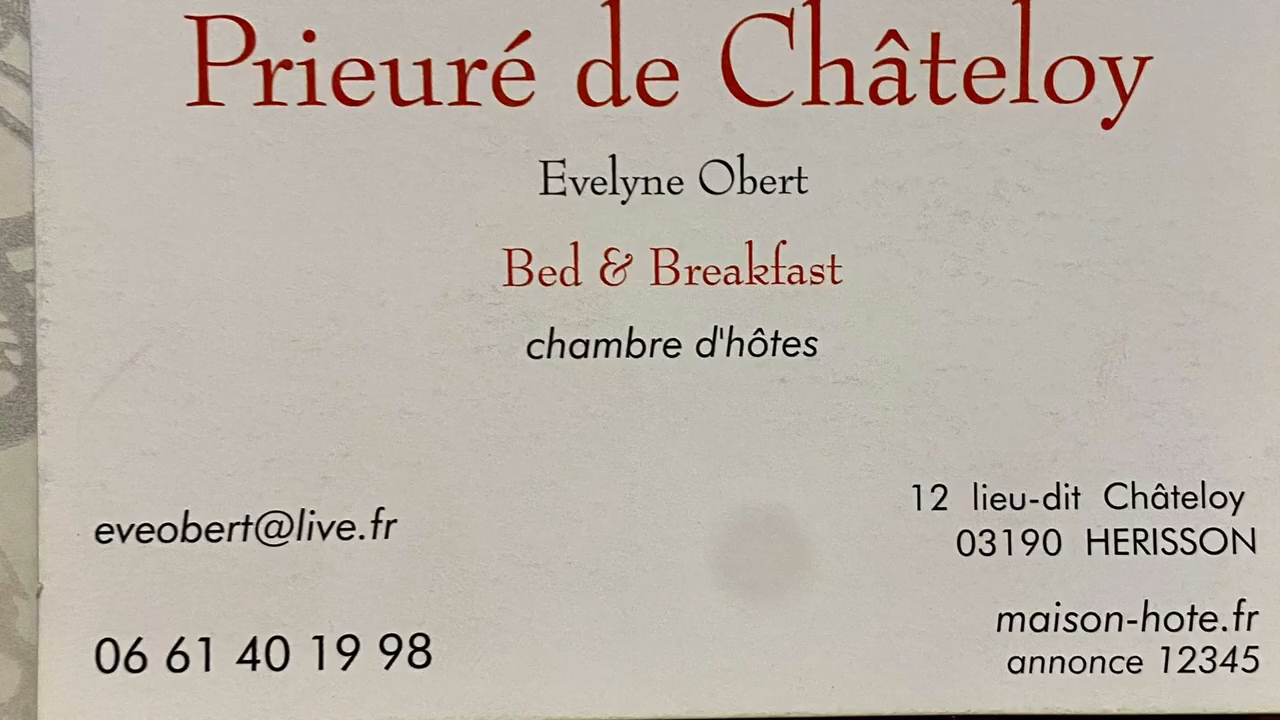 Prieuré de Châteloy
Evelyne Obert
Bed & Breakfast
chambre d'hôtes
eveobert@live.fr
06 61 40 19 98
12 lieu-dit Châteloy
03190 HERISSON
maison-hote.fr
annonce 12345